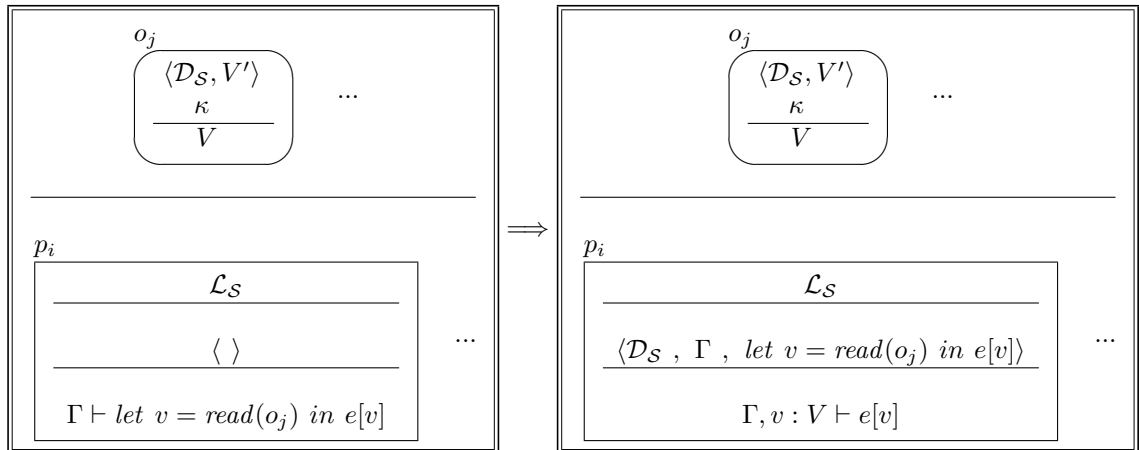 o_j
⟨𝒟_𝒮, V′⟩
κ
V
...
p_i
ℒ_𝒮
⟨ ⟩
Γ ⊢ let v = read(o_j) in e[v]
...
⟹
o_j
⟨𝒟_𝒮, V′⟩
κ
V
...
p_i
ℒ_𝒮
⟨𝒟_𝒮 , Γ , let v = read(o_j) in e[v]⟩
Γ, v : V ⊢ e[v]
...